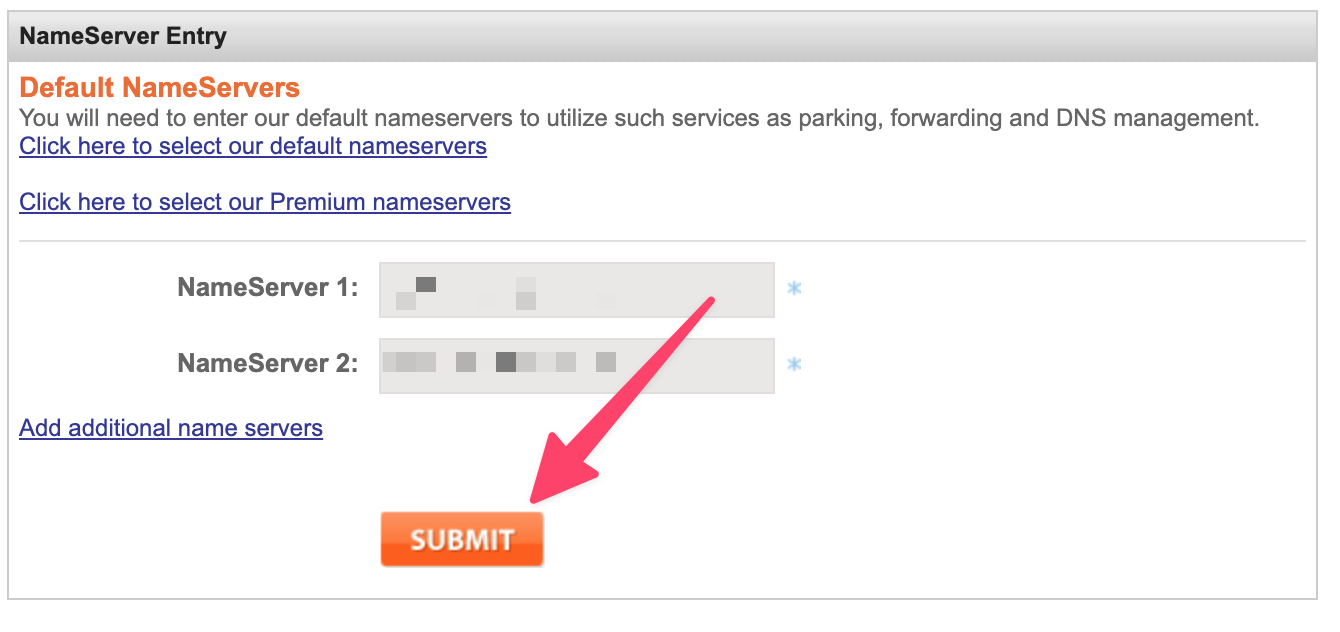 NameServer Entry
Default NameServers
You will need to enter our default nameservers to utilize such services as parking, forwarding and DNS management.
Click here to select our default nameservers
Click here to select our Premium nameservers
NameServer 1: *
NameServer 2: *
Add additional name servers
SUBMIT